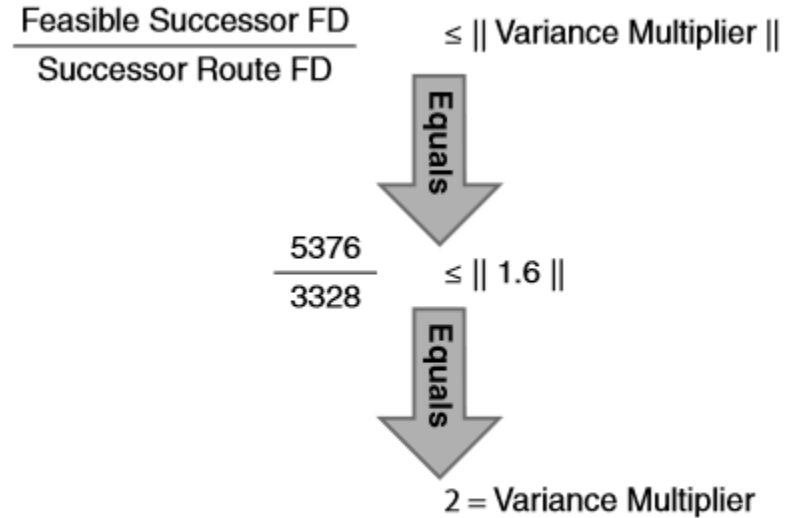 Feasible Successor FD
Successor Route FD
≤ || Variance Multiplier ||
Equals
5376
3328
≤ || 1.6 ||
Equals
2 = Variance Multiplier